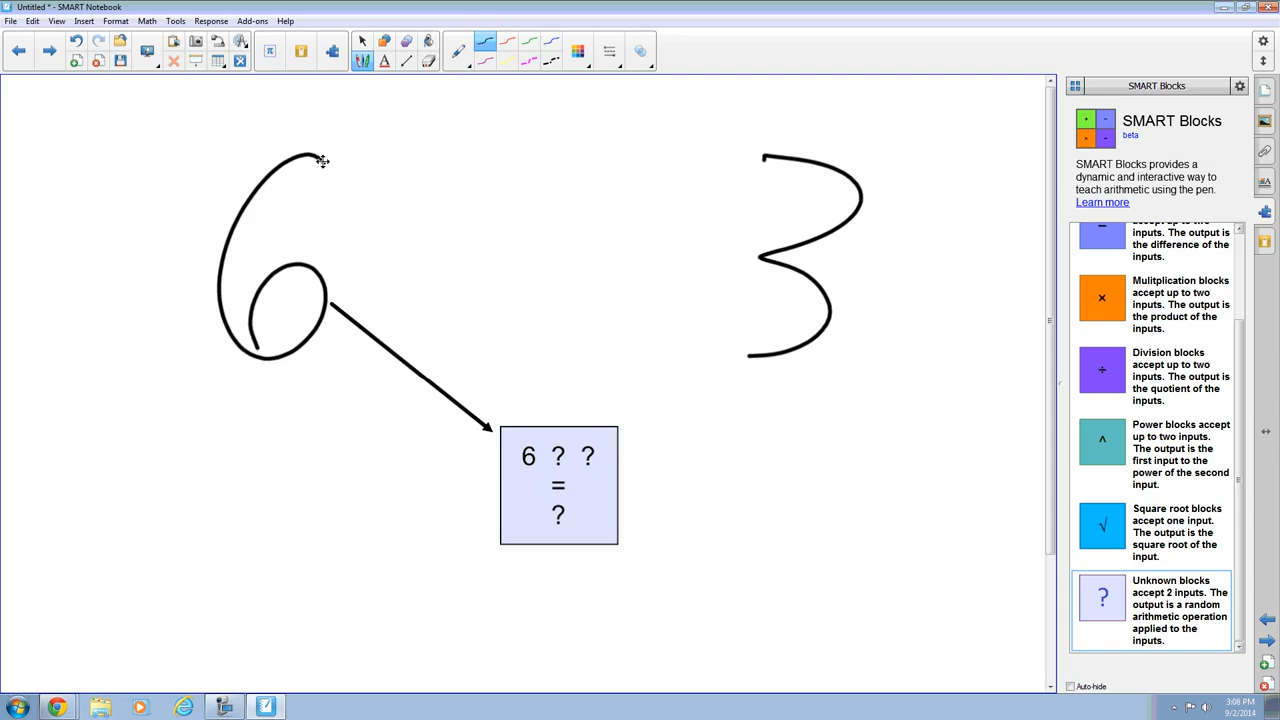 Untitled * - SMART Notebook
File Edit View Insert Format Math Tools Response Add-ons Help
SMART Blocks
+ -
× ÷
SMART Blocks
beta
SMART Blocks provides a
dynamic and interactive way to
teach arithmetic using the pen.
Learn more
accept up to two
inputs. The output is
the difference of the
inputs.
×
Mulitplication blocks
accept up to two
inputs. The output is
the product of the
inputs.
÷
Division blocks
accept up to two
inputs. The output is
the quotient of the
inputs.
^
Power blocks accept
up to two inputs.
The output is the
first input to the
power of the second
input.
√
Square root blocks
accept one input.
The output is the
square root of the
input.
?
Unknown blocks
accept 2 inputs. The
output is a random
arithmetic operation
applied to the
inputs.
6 3
6 ? ?
=
?
Auto-hide
3:08 PM
9/2/2014